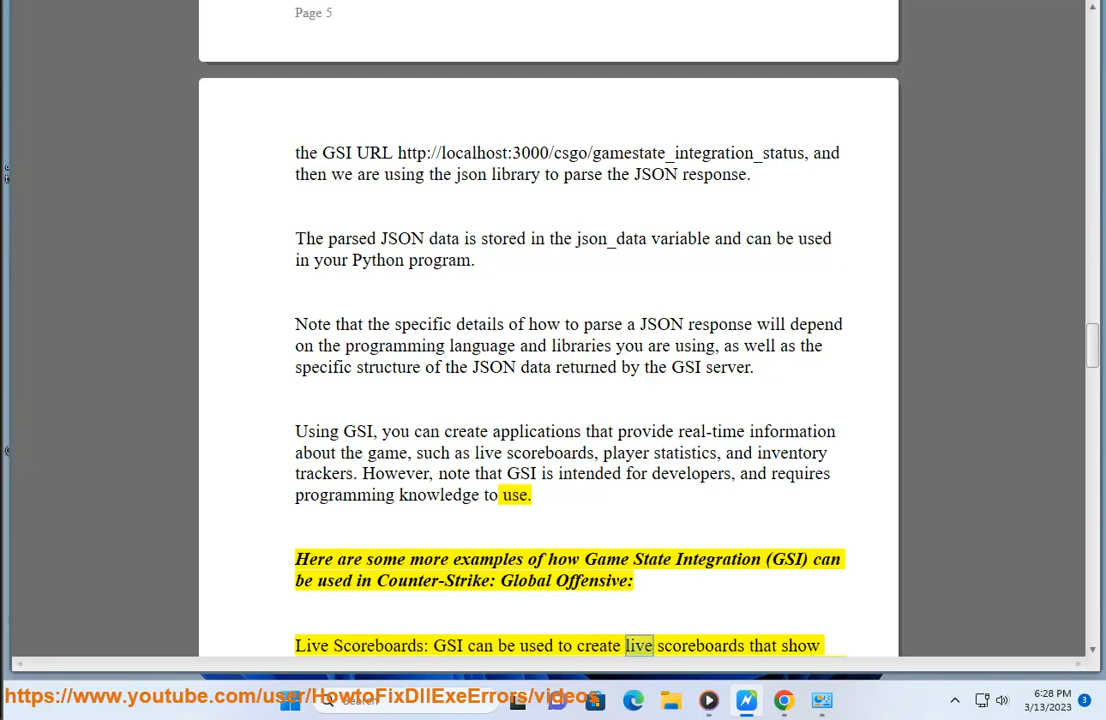 Page 5
the GSI URL http://localhost:3000/csgo/gamestate_integration_status, and
then we are using the json library to parse the JSON response.
The parsed JSON data is stored in the json_data variable and can be used
in your Python program.
Note that the specific details of how to parse a JSON response will depend
on the programming language and libraries you are using, as well as the
specific structure of the JSON data returned by the GSI server.
Using GSI, you can create applications that provide real-time information
about the game, such as live scoreboards, player statistics, and inventory
trackers. However, note that GSI is intended for developers, and requires
programming knowledge to use.
Here are some more examples of how Game State Integration (GSI) can
be used in Counter-Strike: Global Offensive:
Live Scoreboards: GSI can be used to create live scoreboards that show
https://www.youtube.com/user/HowtoFixDllExeErrors/videos
Search
6:28 PM
3/13/2023
3